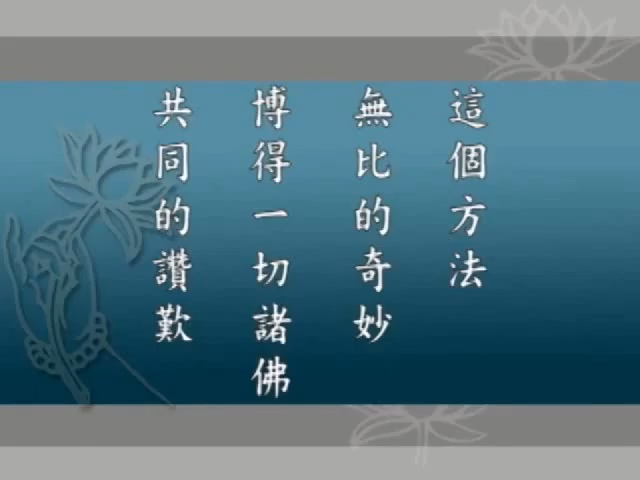 這個方法
無比的奇妙
博得一切諸佛
共同的讚歎